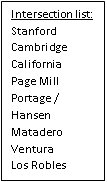 Intersection list:
Stanford
Cambridge
California
Page Mill
Portage /
Hansen
Matadero
Ventura
Los Robles